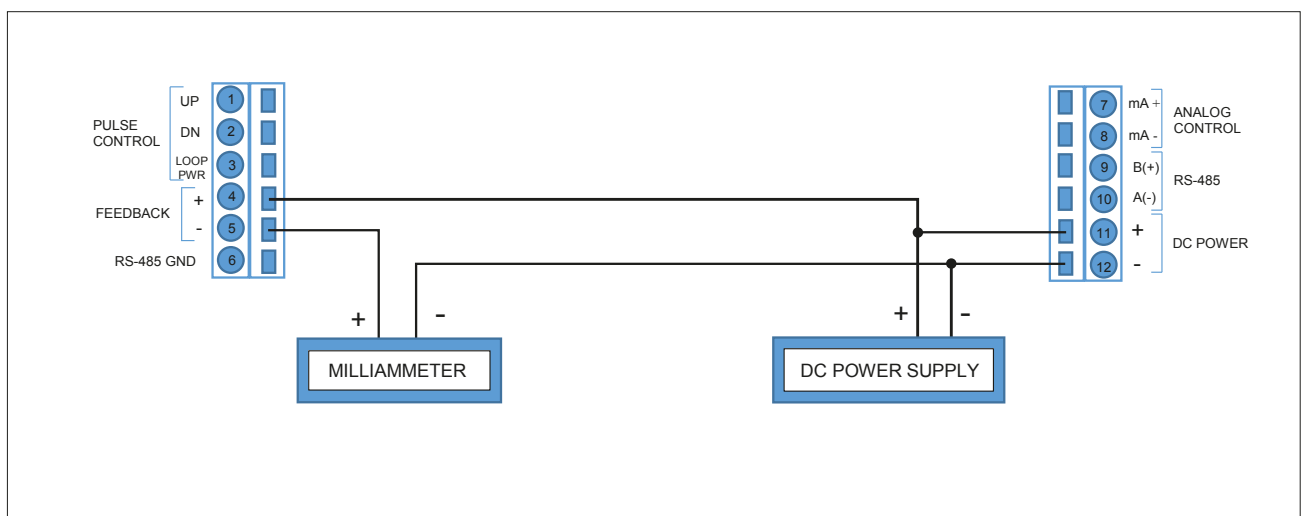 PULSE
CONTROL
UP
1
DN
2
LOOP
PWR
3
FEEDBACK
+
4
-
5
RS-485 GND
6
7
mA +
8
mA -
ANALOG
CONTROL
9
B(+)
10
A(-)
RS-485
11
+
12
-
DC POWER
+
-
MILLIAMMETER
+
-
DC POWER SUPPLY